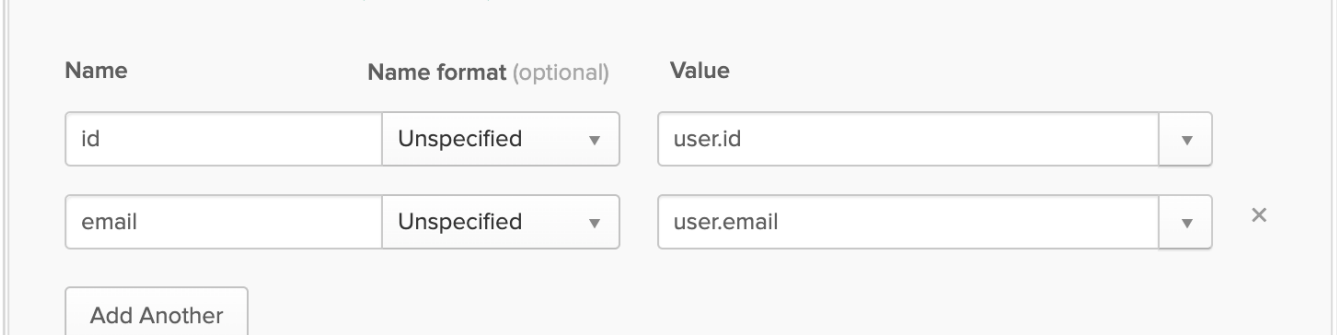 Name Name format (optional) Value
id Unspecified user.id
email Unspecified user.email
Add Another